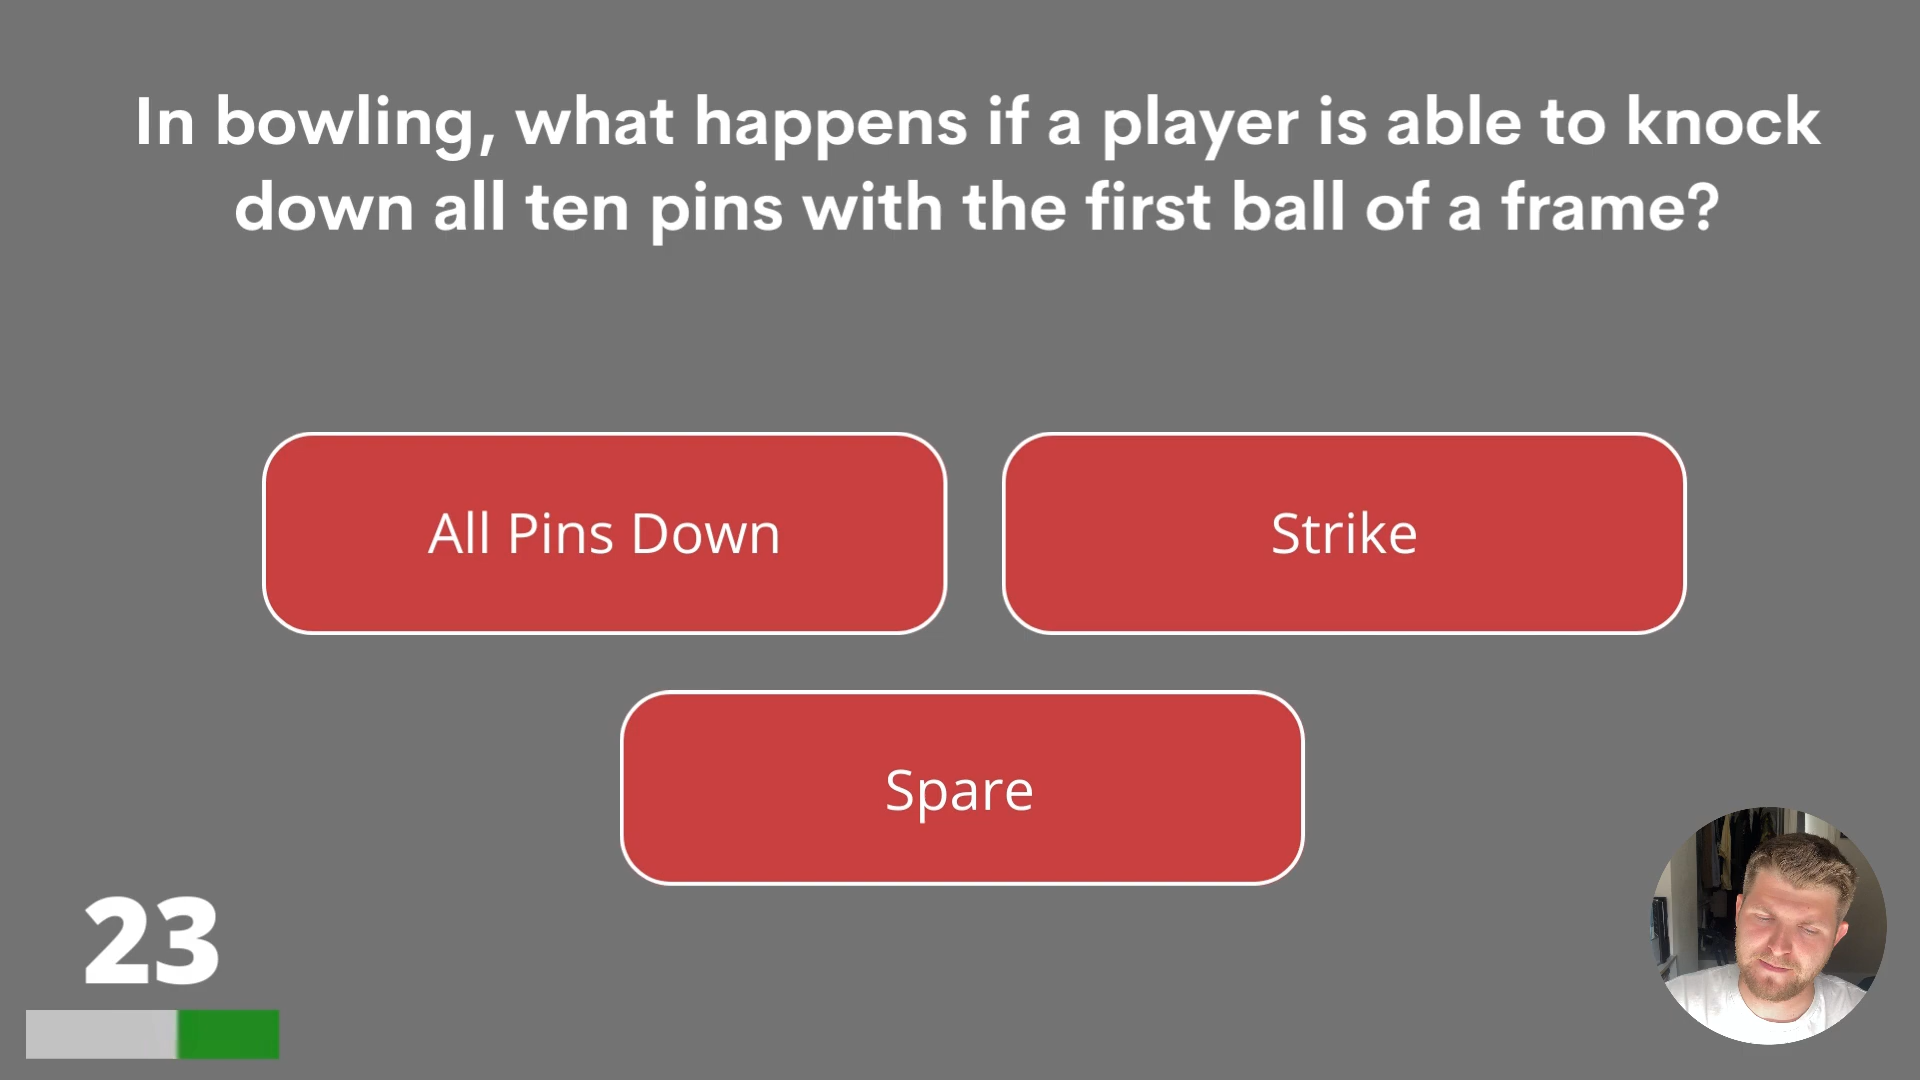 In bowling, what happens if a player is able to knock
down all ten pins with the first ball of a frame?
All Pins Down
Strike
Spare
23